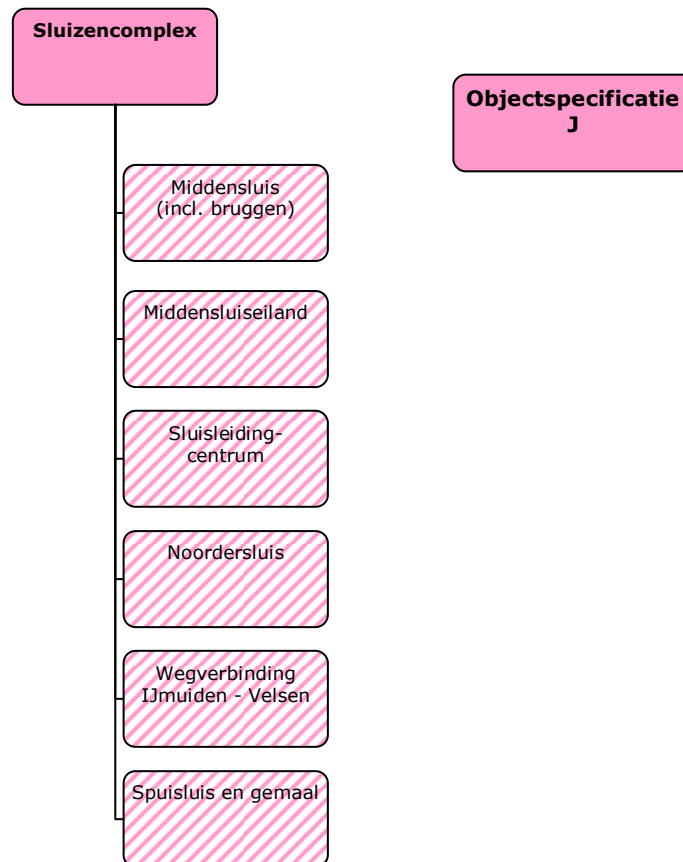 Sluizencomplex
Objectspecificatie
J
Middensluis
(incl. bruggen)
Middensluiseiland
Sluisleiding-
centrum
Noordersluis
Wegverbinding
IJmuiden - Velsen
Spuisluis en gemaal